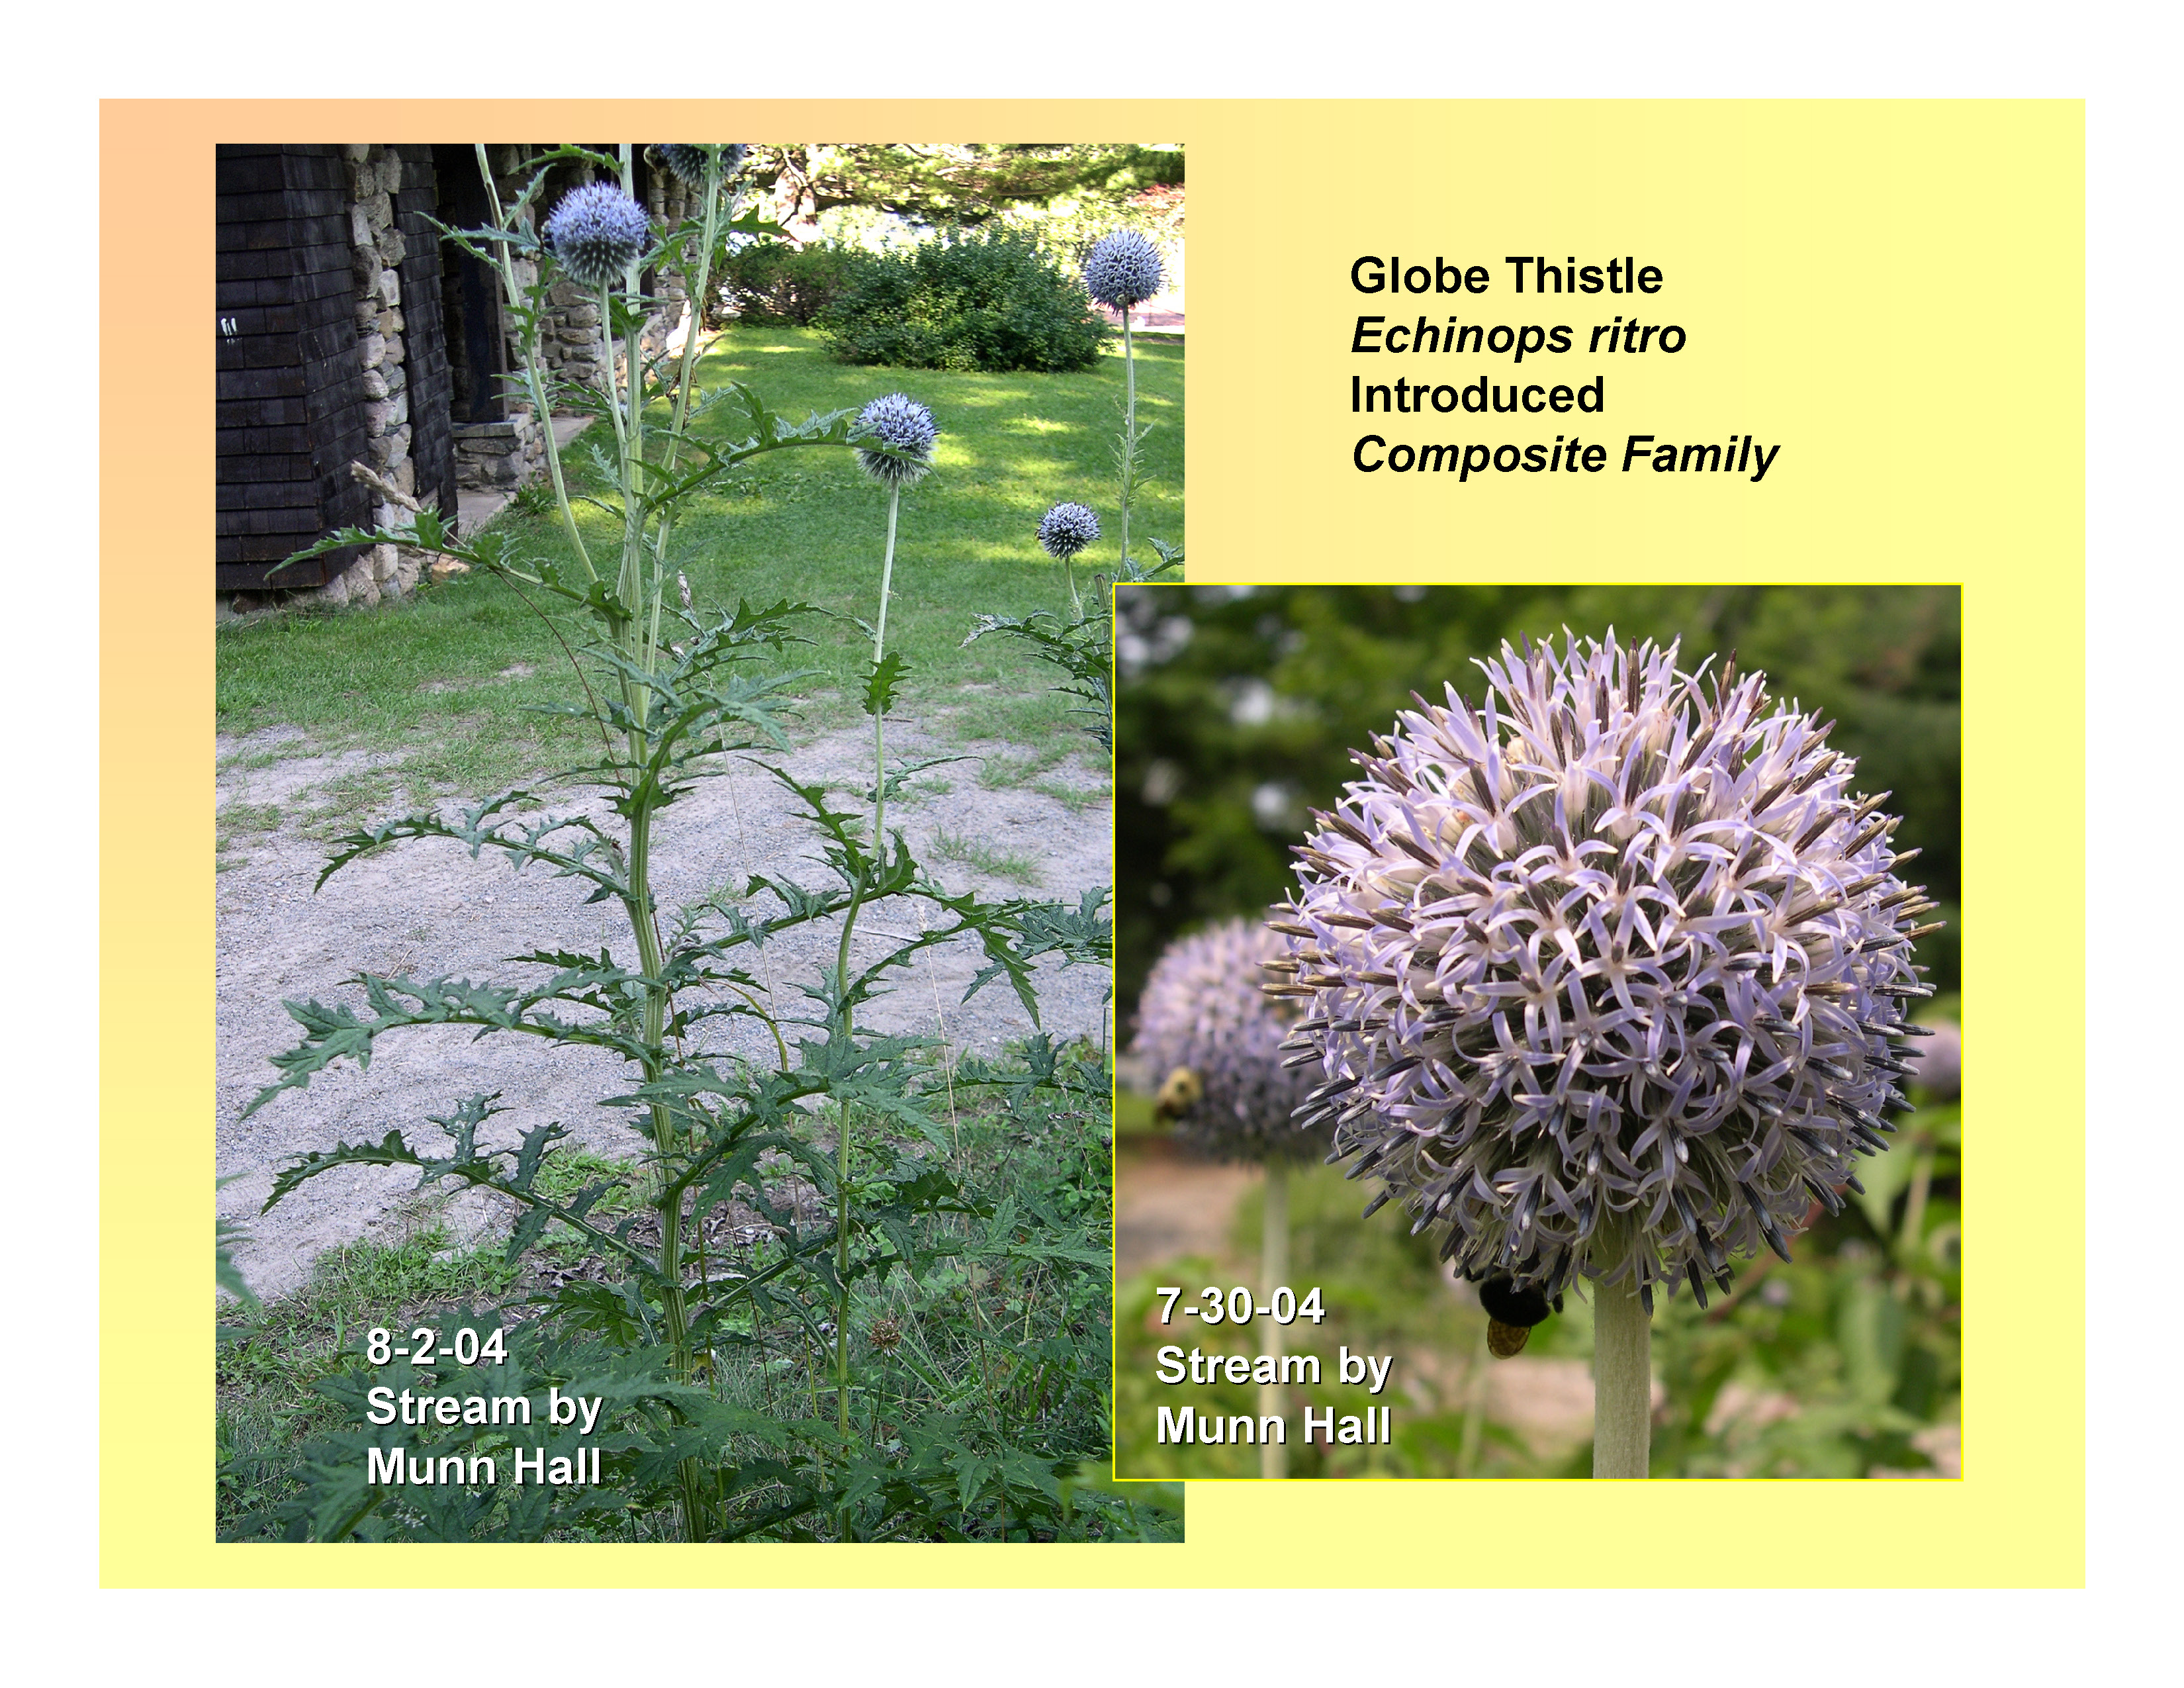 Globe Thistle
Echinops ritro
Introduced
Composite Family
8-2-04
Stream by
Munn Hall
7-30-04
Stream by
Munn Hall